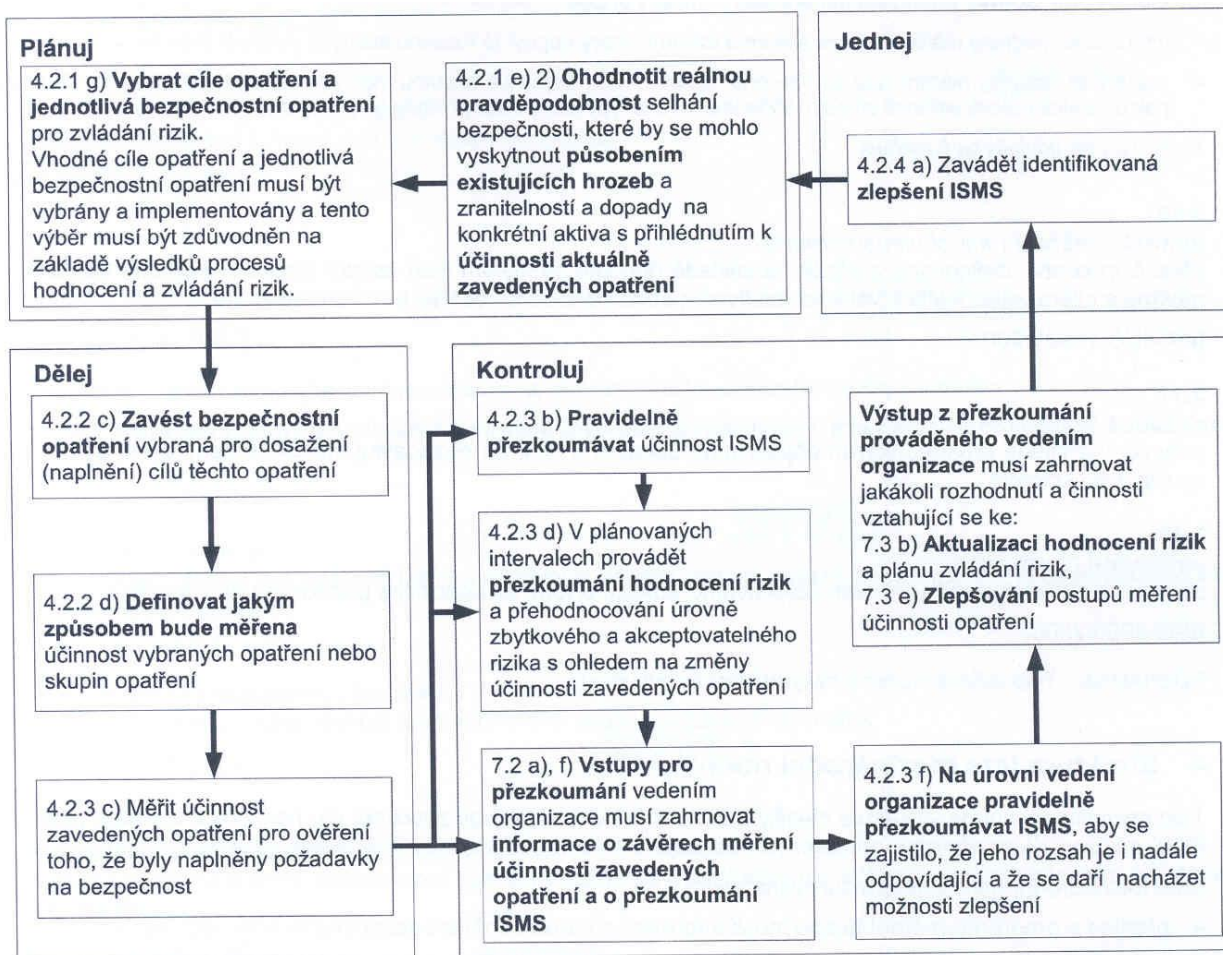 Plánuj
4.2.1 g) Vybrat cíle opatření a
jednotlivá bezpečnostní opatření
pro zvládání rizik.
Vhodné cíle opatření a jednotlivá
bezpečnostní opatření musí být
vybrány a implementovány a tento
výběr musí být zdůvodněn na
základě výsledků procesů
hodnocení a zvládání rizik.
4.2.1 e) 2) Ohodnotit reálnou
pravděpodobnost selhání
bezpečnosti, které by se mohlo
vyskytnout působením
existujících hrozeb a
zranitelností a dopady na
konkrétní aktiva s přihlédnutím k
účinnosti aktuálně
zavedených opatření
Jednej
4.2.4 a) Zavádět identifikovaná
zlepšení ISMS
Dělej
4.2.2 c) Zavést bezpečnostní
opatření vybraná pro dosažení
(naplnění) cílů těchto opatření
4.2.2 d) Definovat jakým
způsobem bude měřena
účinnost vybraných opatření nebo
skupin opatření
4.2.3 c) Měřit účinnost
zavedených opatření pro ověření
toho, že byly naplněny požadavky
na bezpečnost
Kontroluj
4.2.3 b) Pravidelně
přezkoumávat účinnost ISMS
4.2.3 d) V plánovaných
intervalech provádět
přezkoumání hodnocení rizik
a přehodnocování úrovně
zbytkového a akceptovatelného
rizika s ohledem na změny
účinnosti zavedených opatření
7.2 a), f) Vstupy pro
přezkoumání vedením
organizace musí zahrnovat
informace o závěrech měření
účinnosti zavedených
opatření a o přezkoumání
ISMS
Výstup z přezkoumání
prováděného vedením
organizace musí zahrnovat
jakákoli rozhodnutí a činnosti
vztahující se ke:
7.3 b) Aktualizaci hodnocení rizik
a plánu zvládání rizik,
7.3 e) Zlepšování postupů měření
účinnosti opatření
4.2.3 f) Na úrovni vedení
organizace pravidelně
přezkoumávat ISMS, aby se
zajistilo, že jeho rozsah je i nadále
odpovídající a že se daří nacházet
možnosti zlepšení